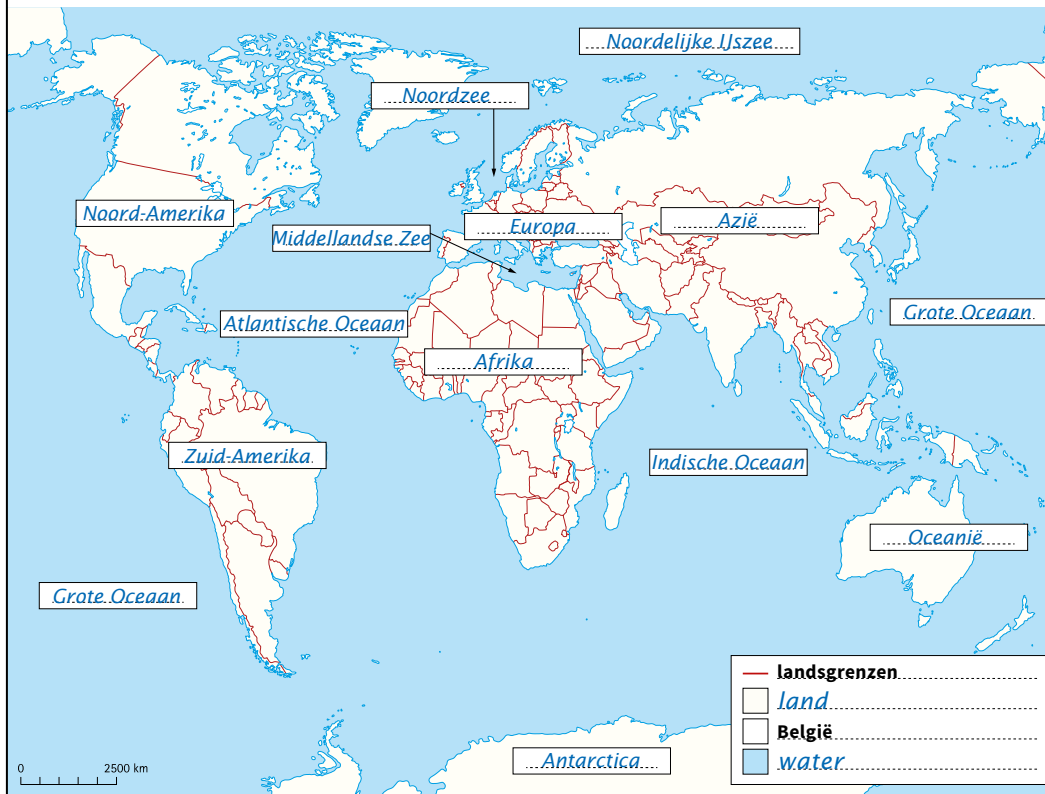 Noordelijke IJszee
Noordzee
Noord-Amerika
Europa
Azië
Middellandse Zee
Atlantische Oceaan
Grote Oceaan
Afrika
Zuid-Amerika
Indische Oceaan
Oceanië
Grote Oceaan
landsgrenzen
land
België
water
Antarctica
0 2500 km